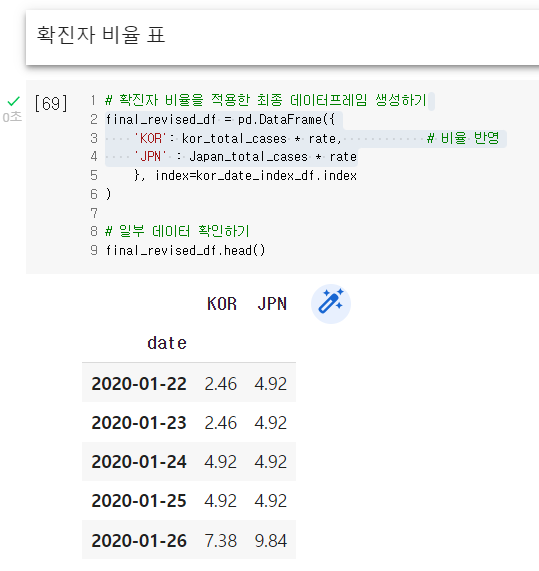 확진자 비율 표
[69]
0초
1 # 확진자 비율을 적용한 최종 데이터프레임 생성하기
2 final_revised_df = pd.DataFrame({
3     'KOR': kor_total_cases * rate,            # 비율 반영
4     'JPN' : Japan_total_cases * rate
5     }, index=kor_date_index_df.index
6 )
7
8 # 일부 데이터 확인하기
9 final_revised_df.head()
KOR JPN
date
2020-01-22 2.46 4.92
2020-01-23 2.46 4.92
2020-01-24 4.92 4.92
2020-01-25 4.92 4.92
2020-01-26 7.38 9.84